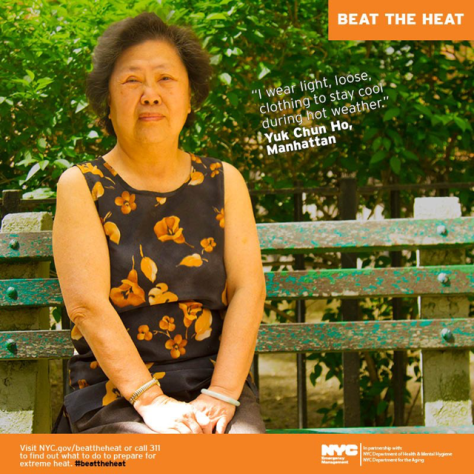 BEAT THE HEAT
“I wear light, loose,
clothing to stay cool
during hot weather.”
Yuk Chun Ho,
Manhattan
Visit NYC.gov/beattheheat or call 311
to find out what to do to prepare for
extreme heat. #beattheheat
NYC
Emergency
Management
In partnership with:
NYC Department of Health & Mental Hygiene
NYC Department for the Aging